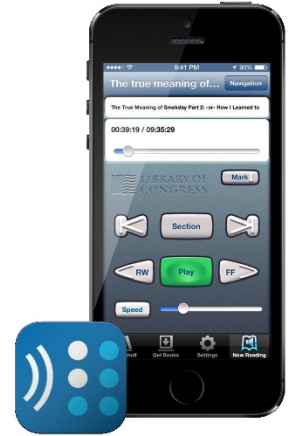 9:41 PM 90%
The true meaning of... Navigation
The True Meaning of Smekday Part 2: -or- How I Learned to
00:39:19 / 09:35:29
LIBRARY OF CONGRESS
Mark
Section
RW Play FF
Speed
Get Books Settings Now Reading